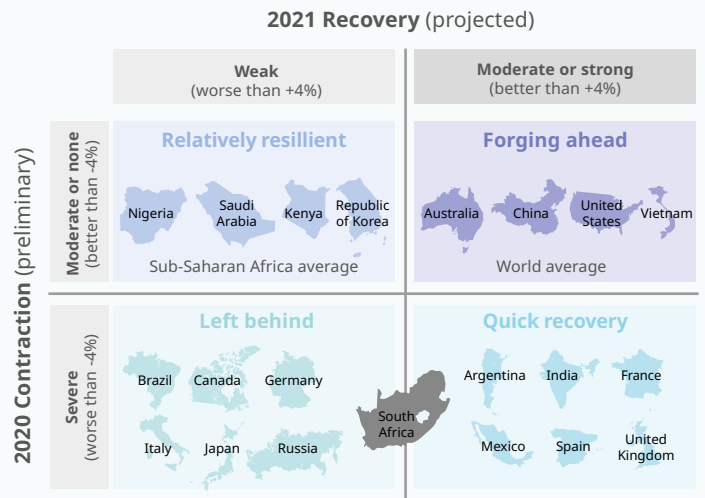 2021 Recovery (projected)
Weak
(worse than +4%)
Moderate or strong
(better than +4%)
2020 Contraction (preliminary)
Moderate or none
(better than -4%)
Relatively resillient
Nigeria
Saudi
Arabia
Kenya
Republic
of Korea
Sub-Saharan Africa average
Forging ahead
Australia
China
United
States
Vietnam
World average
Severe
(worse than -4%)
Left behind
Brazil
Canada
Germany
Italy
Japan
Russia
South
Africa
Quick recovery
Argentina
India
France
Mexico
Spain
United
Kingdom